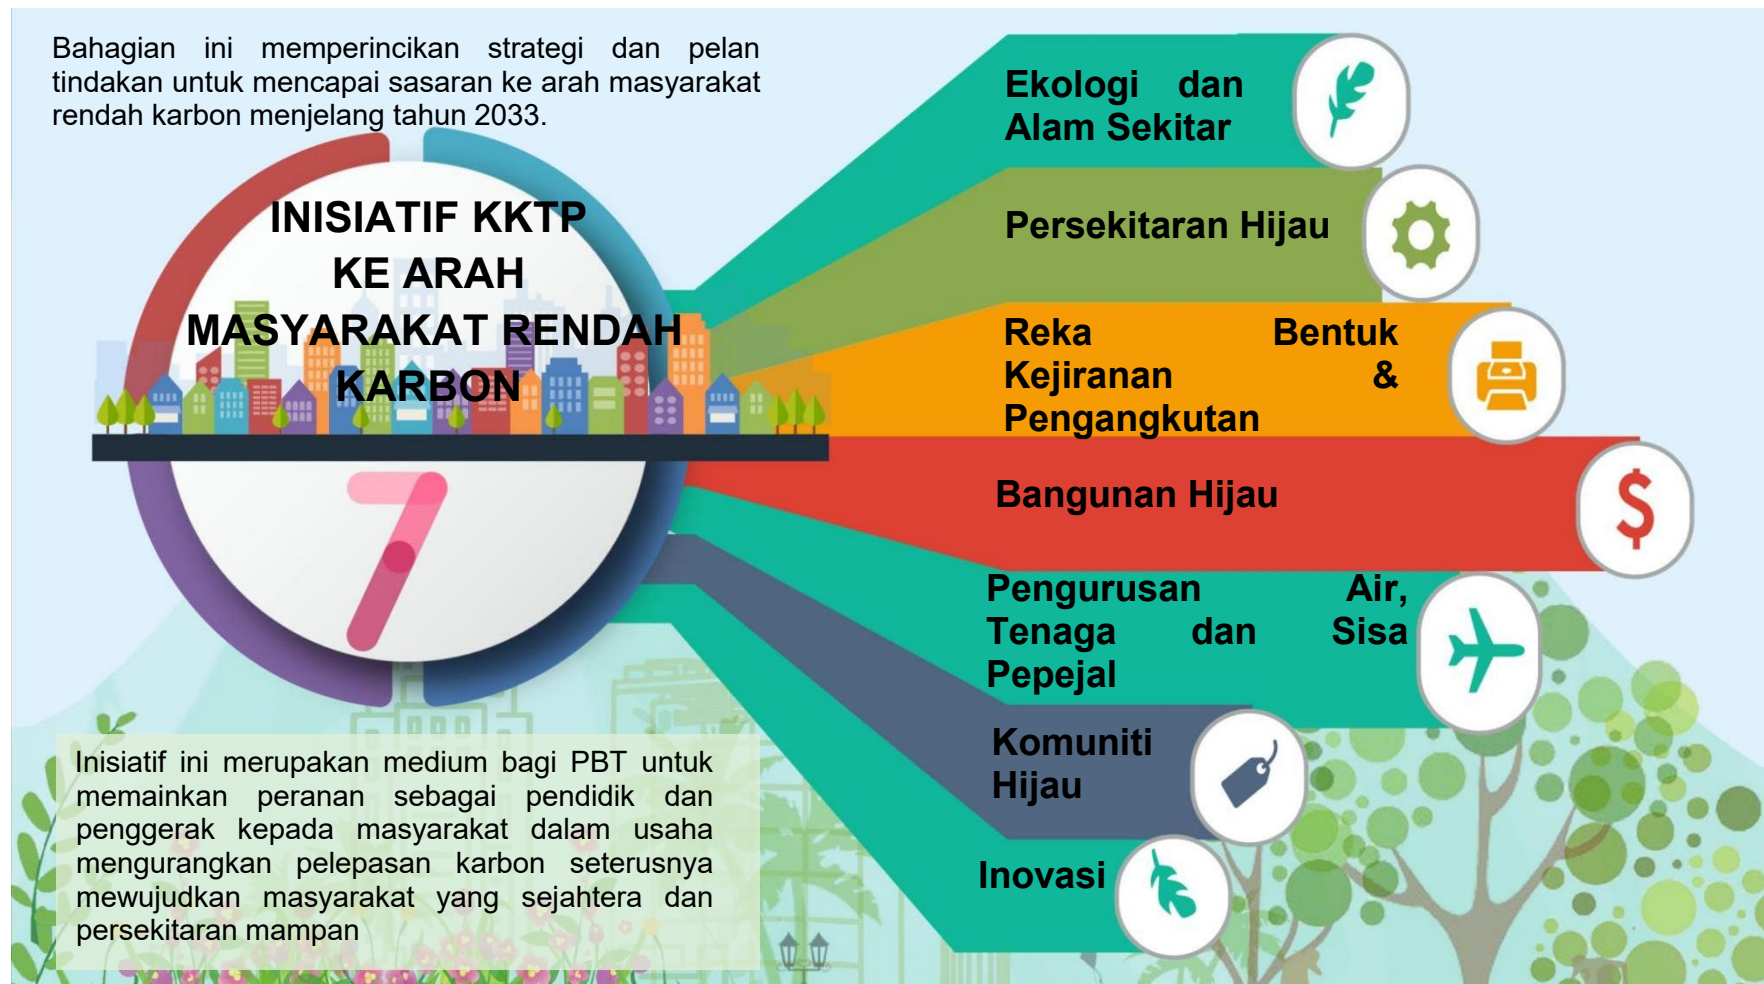 Bahagian ini memperincikan strategi dan pelan
tindakan untuk mencapai sasaran ke arah masyarakat
rendah karbon menjelang tahun 2033.
INISIATIF KKTP
KE ARAH
MASYARAKAT RENDAH
KARBON
7
Inisiatif ini merupakan medium bagi PBT untuk
memainkan peranan sebagai pendidik dan
penggerak kepada masyarakat dalam usaha
mengurangkan pelepasan karbon seterusnya
mewujudkan masyarakat yang sejahtera dan
persekitaran mampan
Ekologi dan
Alam Sekitar
Persekitaran Hijau
Reka Bentuk
Kejiranan &
Pengangkutan
Bangunan Hijau
$
Pengurusan Air,
Tenaga dan Sisa
Pepejal
Komuniti
Hijau
Inovasi